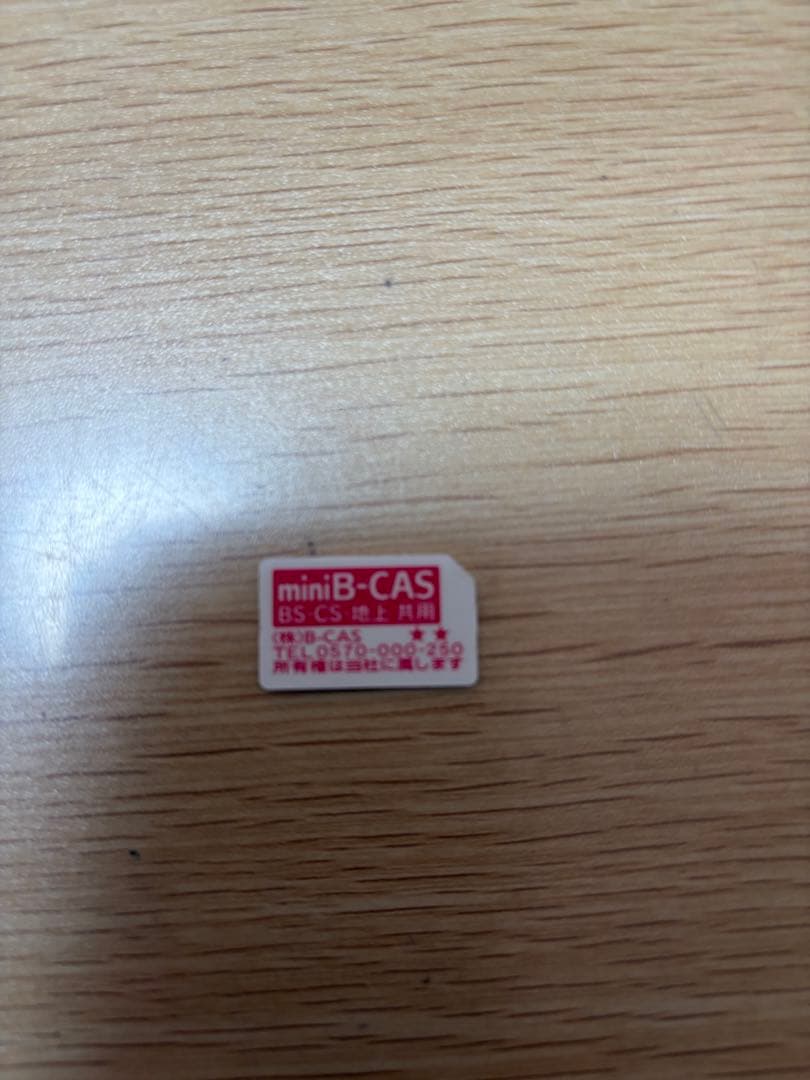 miniB-CAS
BS・CS・地上 共用
(株)B-CAS ★★
TEL 0570-000-250
所有権は当社に属します